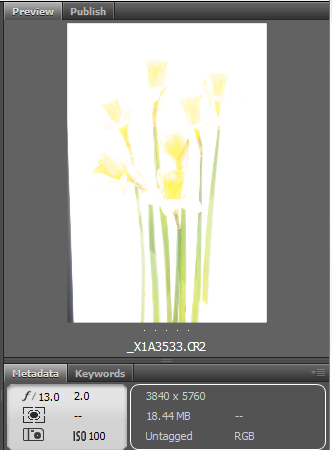 Preview Publish
_X1A3533.CR2
Metadata Keywords
f/13.0 2.0
3840 x 5760
-- 18.44 MB --
ISO 100
Untagged RGB